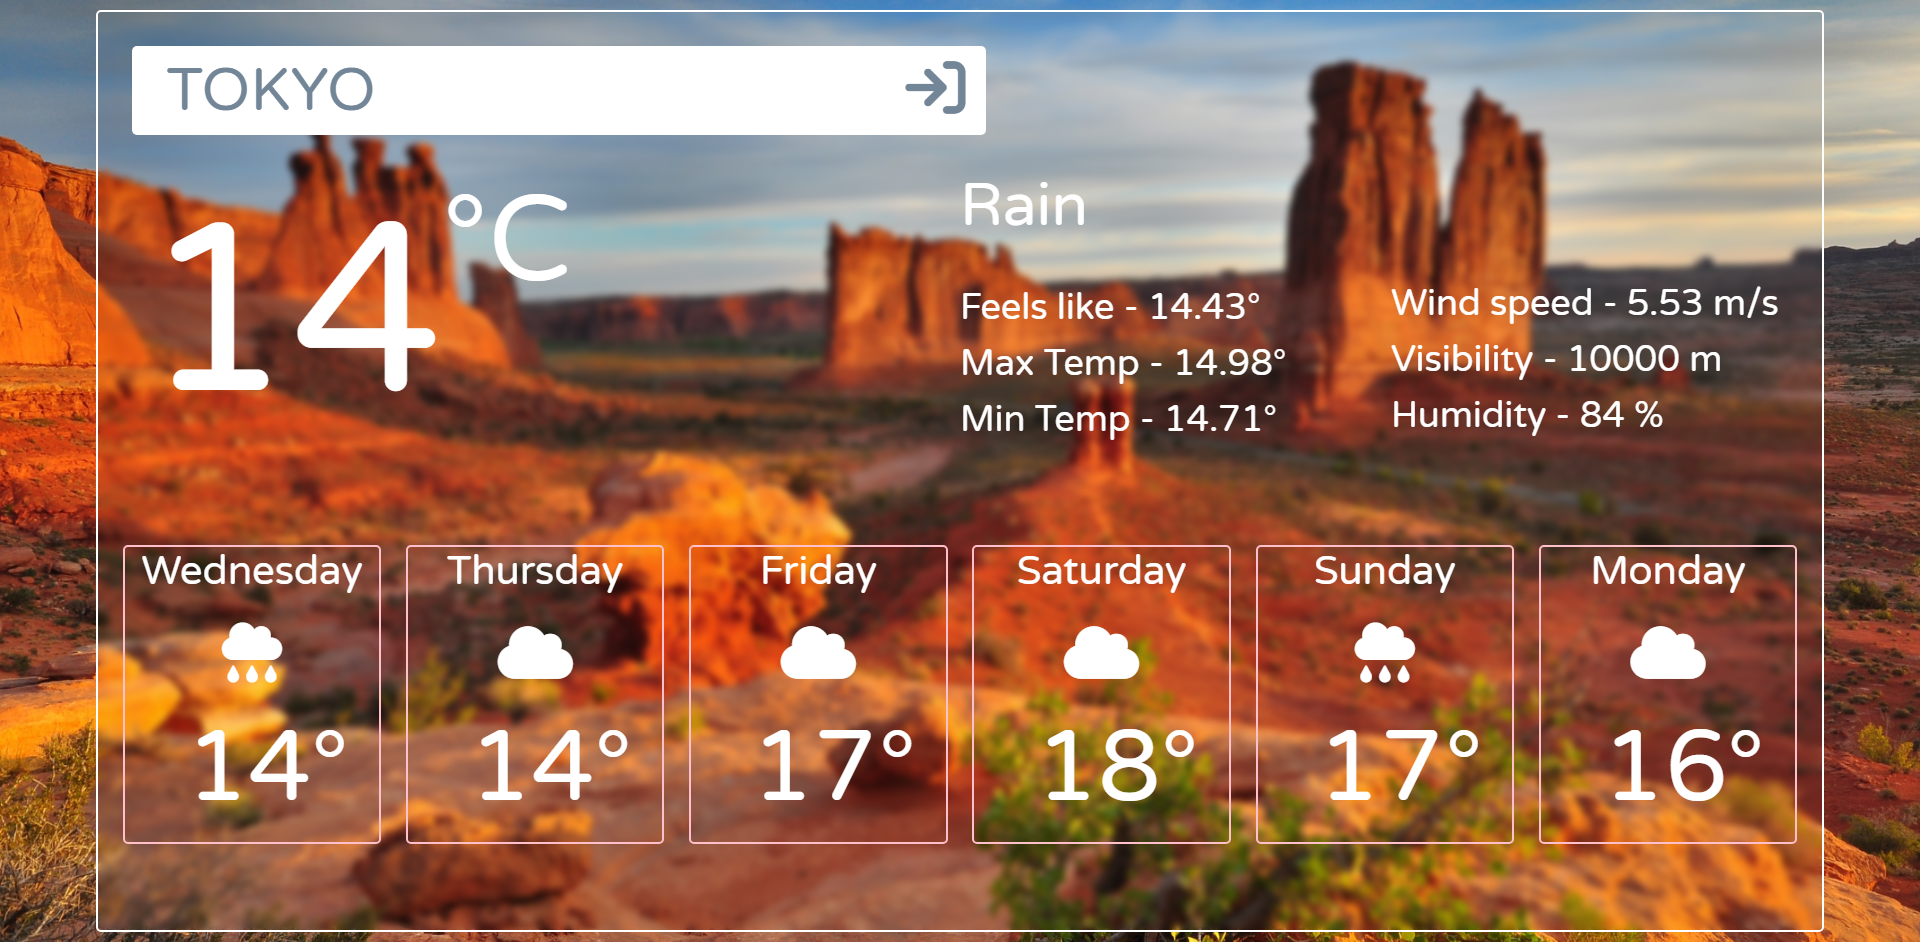 TOKYO
14°C
Rain
Feels like - 14.43°
Max Temp - 14.98°
Min Temp - 14.71°
Wind speed - 5.53 m/s
Visibility - 10000 m
Humidity - 84 %
Wednesday
14°
Thursday
14°
Friday
17°
Saturday
18°
Sunday
17°
Monday
16°